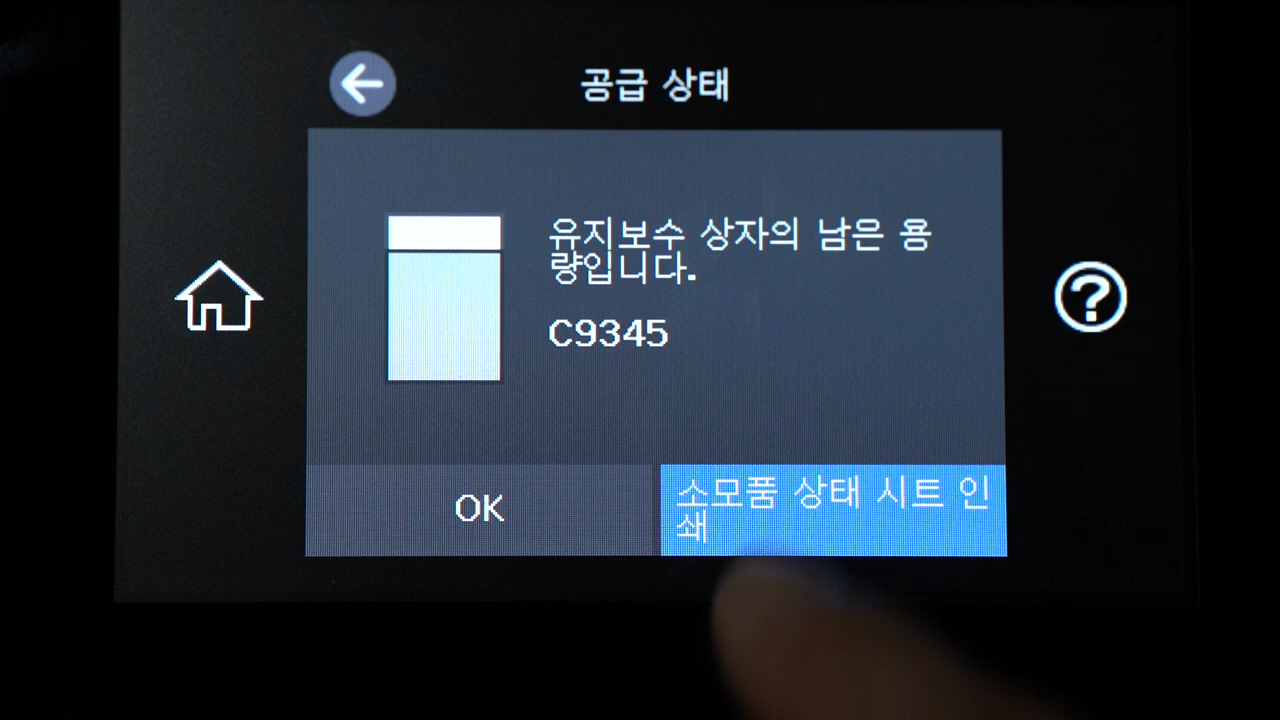 공급 상태
유지보수 상자의 남은 용
량입니다.
C9345
OK
소모품 상태 시트 인
쇄